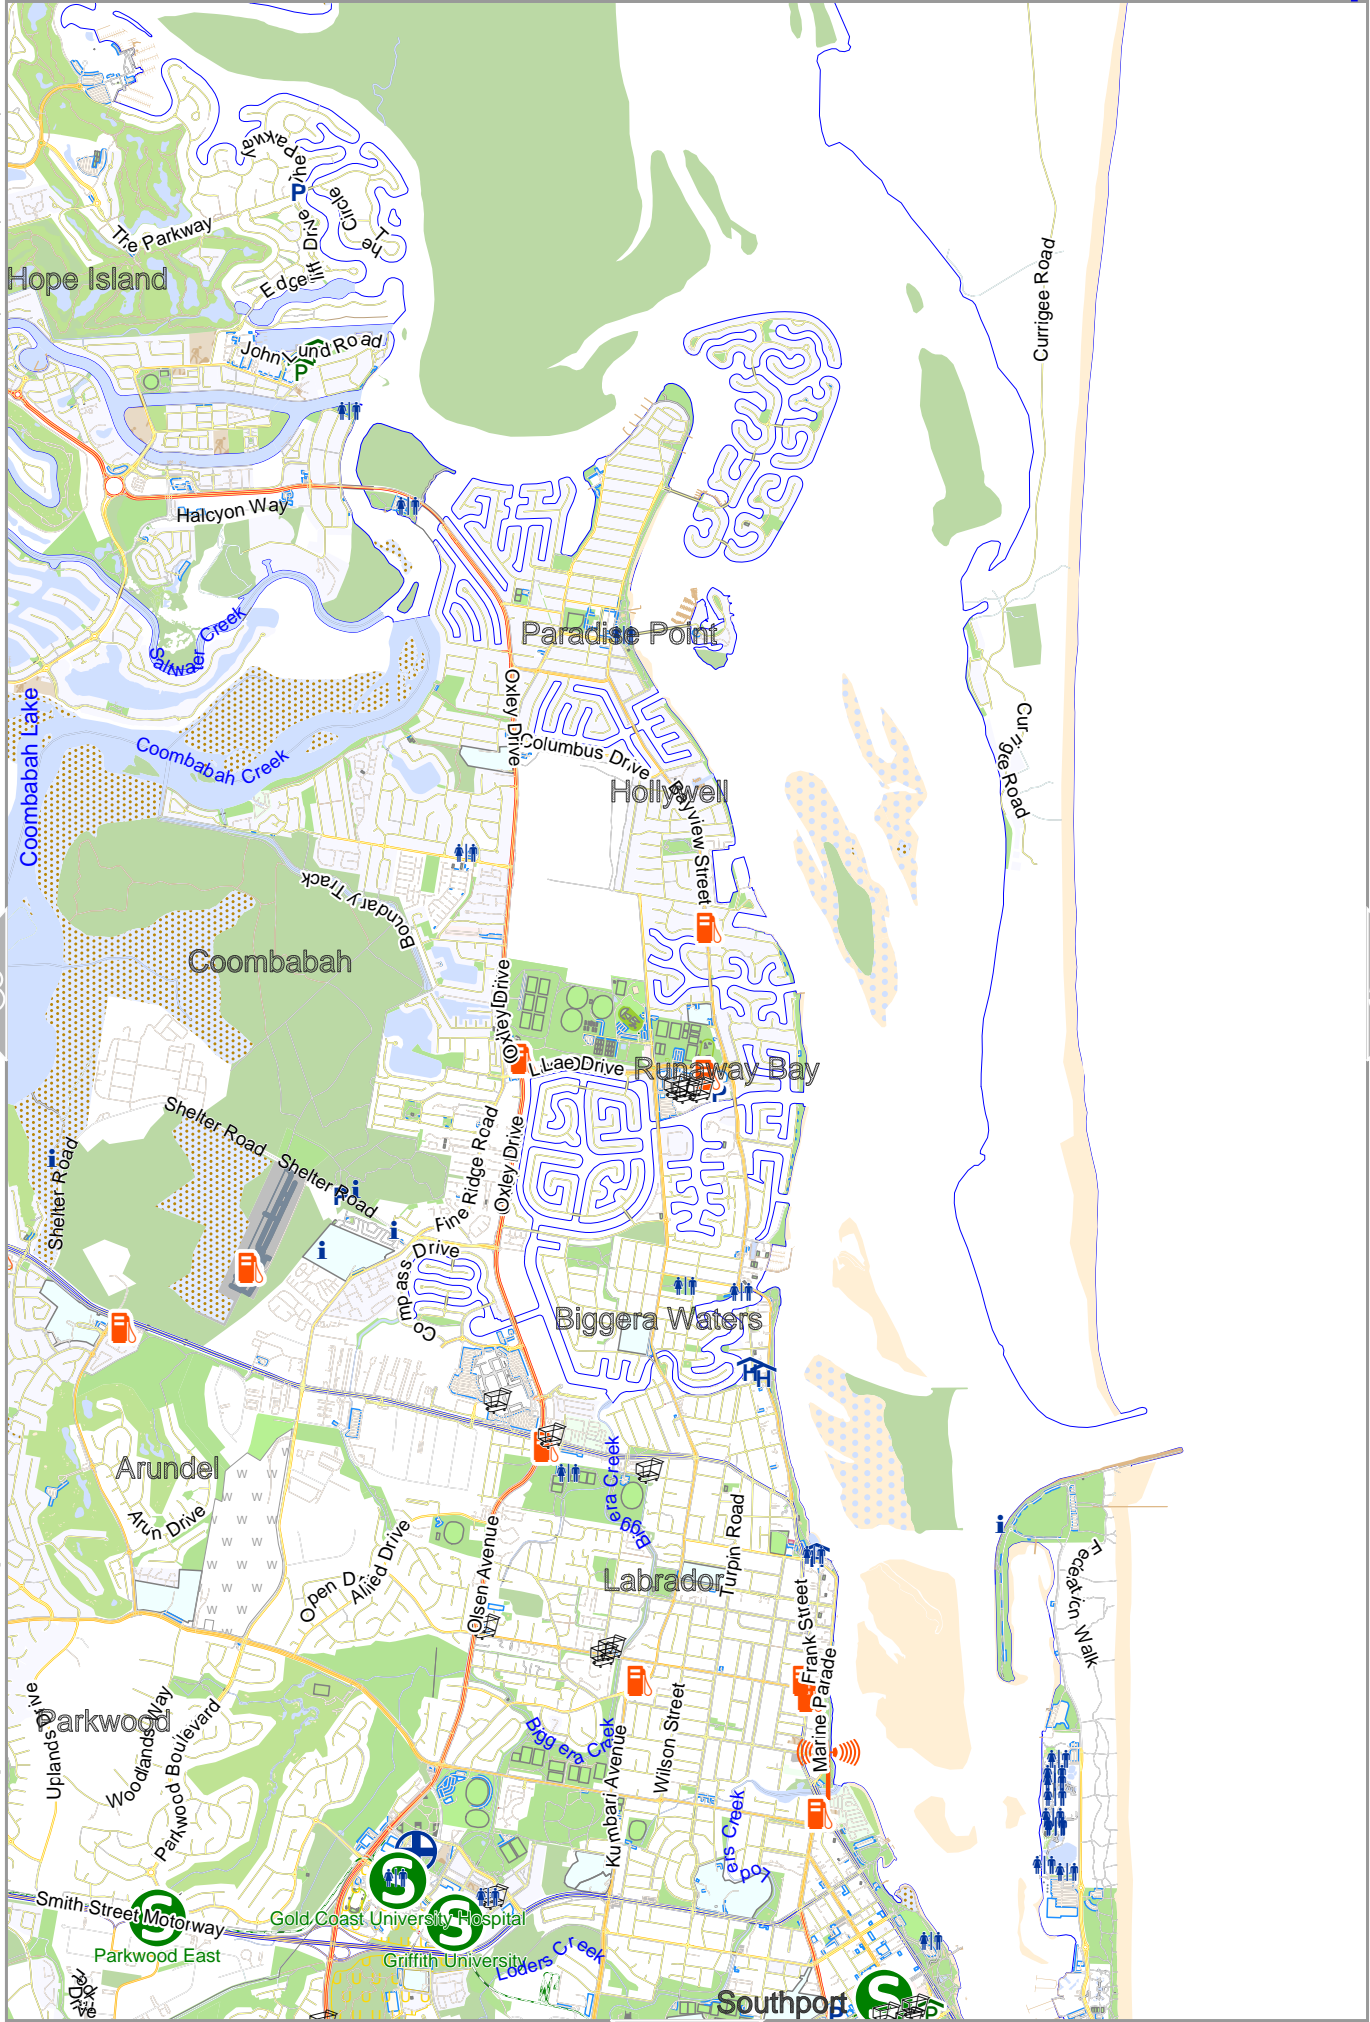 The Parkway
The Parkway
The Circle
Edgecliff Drive
Hope Island
John Lund Road
P
P
Currigee Road
Halcyon Way
Saltwater Creek
Paradise Point
Coombabah Lake
Coombabah Creek
Oxley Drive
Columbus Drive
Hollywell
Bayview Street
Currigee Road
Boundary Track
Coombabah
Oxley Drive
Lae Drive
Runaway Bay
Shelter Road
Shelter Road
Shelter Road
Fine Ridge Road
Oxley Drive
Compass Drive
Biggera Waters
H
H
Arundel
Arun Drive
Allied Drive
Olsen Avenue
Biggera Creek
Turpin Road
Labrador
Frank Street
Marine Parade
Parkwood
Uplands Drive
Woodlands Way
Parkwood Boulevard
Biggera Creek
Kumbari Avenue
Wilson Street
Loders Creek
Smith Street Motorway
S
S
S
Gold Coast University Hospital
Parkwood East
Griffith University
Loders Creek
Southport
S
P
P